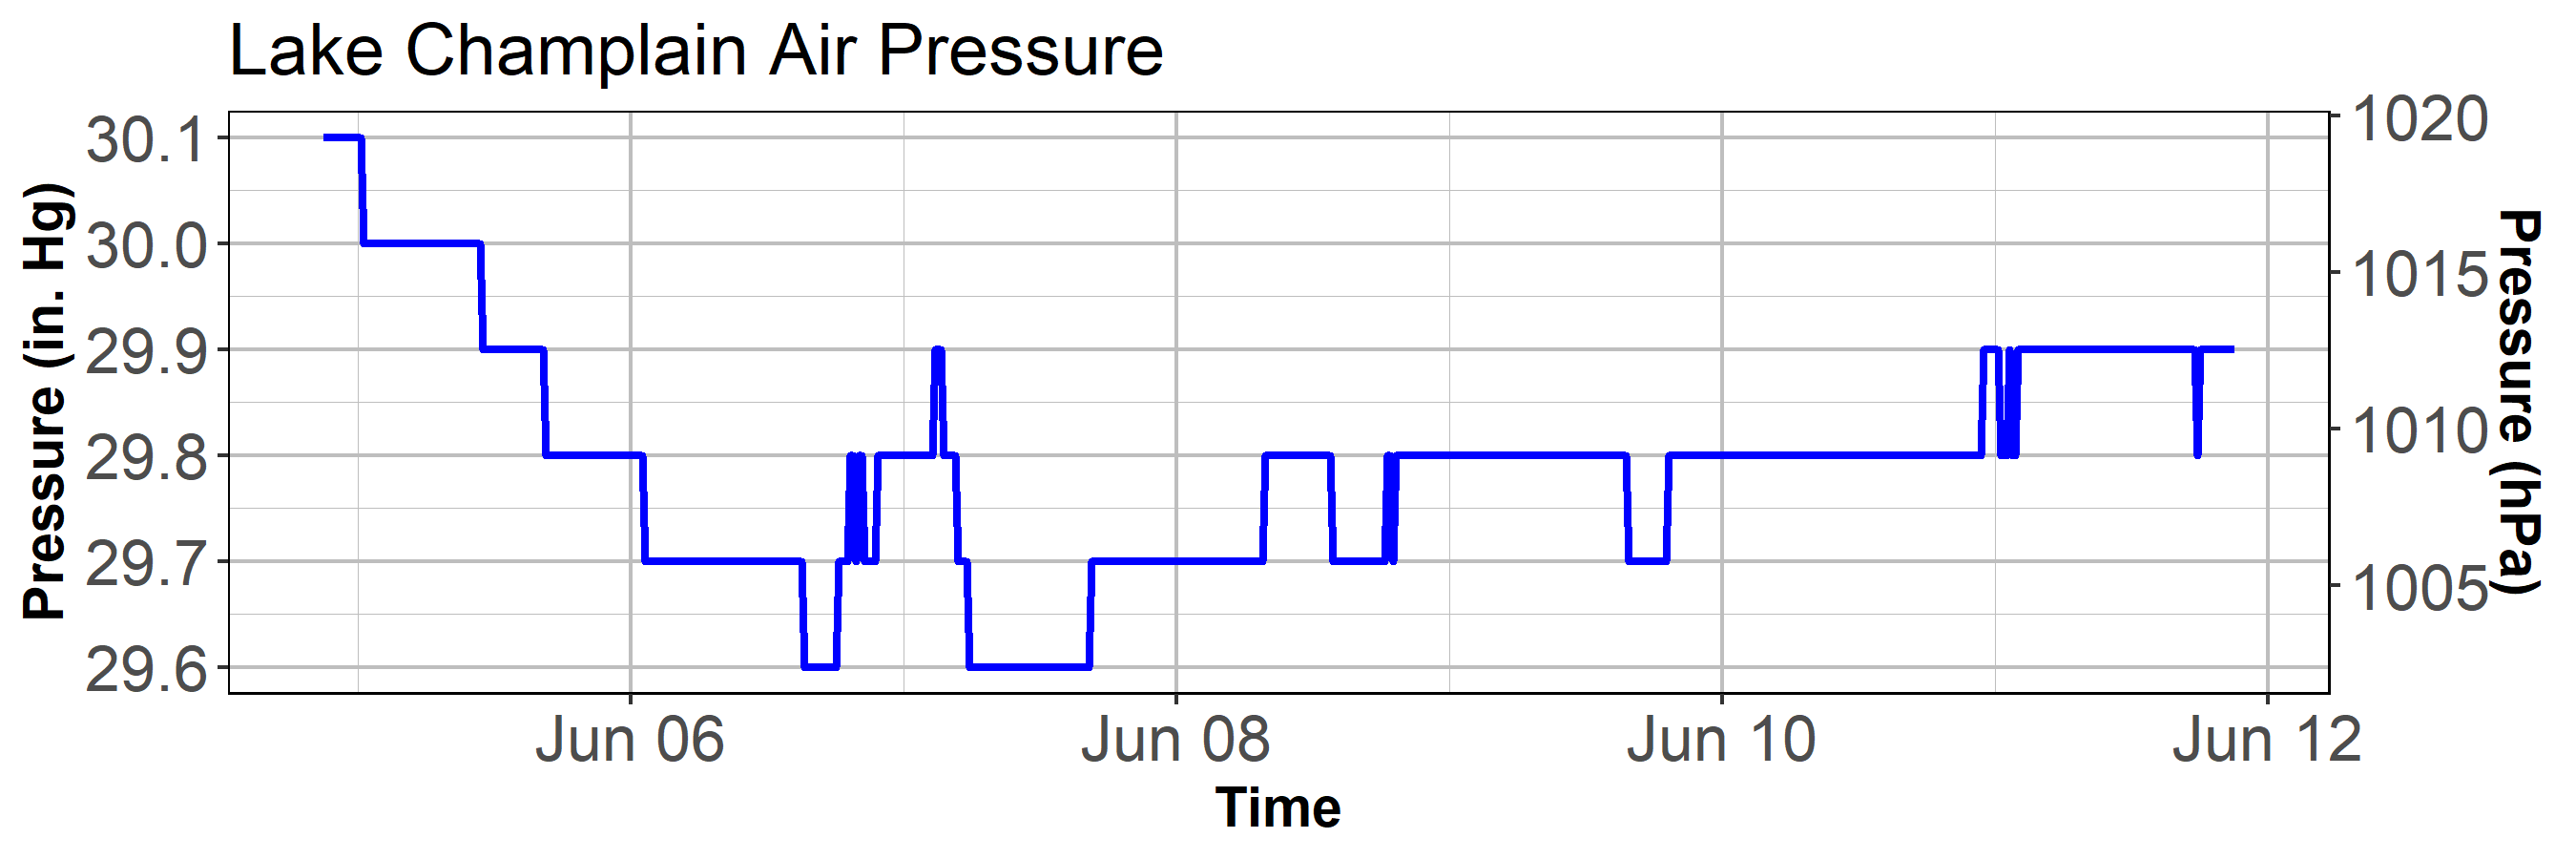 Lake Champlain Air Pressure
Pressure (in. Hg)
30.1
30.0
29.9
29.8
29.7
29.6
1020
1015
1010
1005
Pressure (hPa)
Jun 06 Jun 08 Jun 10 Jun 12
Time